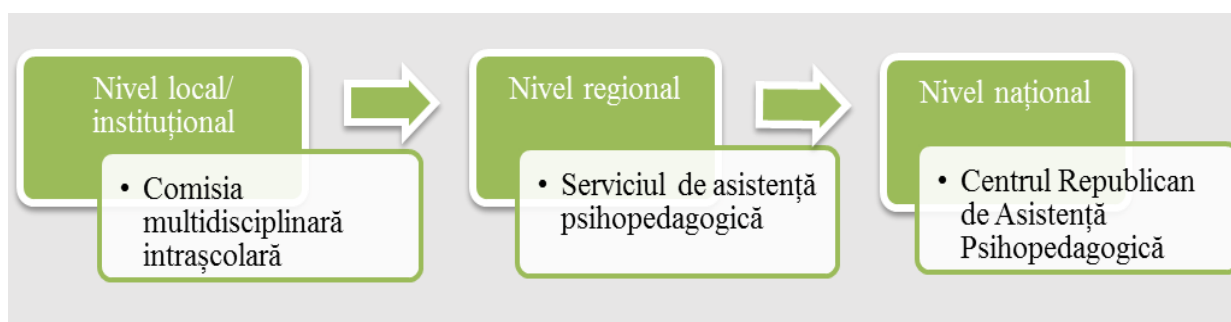 Nivel local/
instituțional
• Comisia
multidisciplinară
intrașcolară
Nivel regional
• Serviciul de asistență
psihopedagogică
Nivel național
• Centrul Republican
de Asistență
Psihopedagogică